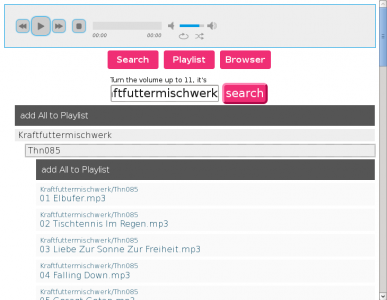 00:00 00:00
Search Playlist Browser
Turn the volume up to 11, it's
ftuttermischwerk search
add All to Playlist
Kraftfuttermischwerk
Thn085
add All to Playlist
Kraftfuttermischwerk/Thn085
01 Elbufer.mp3
Kraftfuttermischwerk/Thn085
02 Tischtennis Im Regen.mp3
Kraftfuttermischwerk/Thn085
03 Liebe Zur Sonne Zur Freiheit.mp3
Kraftfuttermischwerk/Thn085
04 Falling Down.mp3
Kraftfuttermischwerk/Thn085